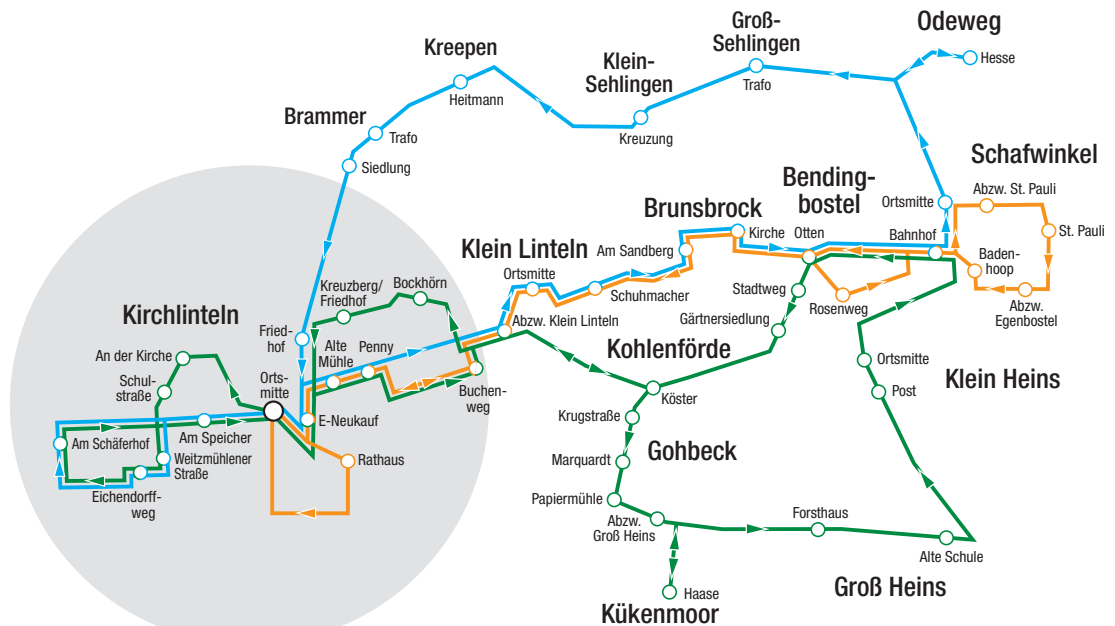 Odeweg
Hesse
Groß-
Sehlingen
Trafo
Klein-
Sehlingen
Kreuzung
Kreepen
Heitmann
Brammer
Trafo
Siedlung
Schafwinkel
Abzw. St. Pauli
St. Pauli
Ortsmitte
Bahnhof
Baden-
hoop
Abzw.
Egenbostel
Bending-
bostel
Otten
Rosenweg
Stadtweg
Gärtnersiedlung
Brunsbrock
Kirche
Am Sandberg
Schuhmacher
Klein Linteln
Ortsmitte
Abzw. Klein Linteln
Bockhörn
Kreuzberg/
Friedhof
Kirchlinteln
Fried-
hof
Alte
Mühle
Penny
Buchen-
weg
An der Kirche
Schul-
straße
Orts-
mitte
E-Neukauf
Am Speicher
Am Schäferhof
Weitzmühlener
Straße
Eichendorff-
weg
Rathaus
Kohlenförde
Köster
Krugstraße
Gohbeck
Marquardt
Papiermühle
Abzw.
Groß Heins
Forsthaus
Alte Schule
Groß Heins
Klein Heins
Ortsmitte
Post
Haase
Kükenmoor